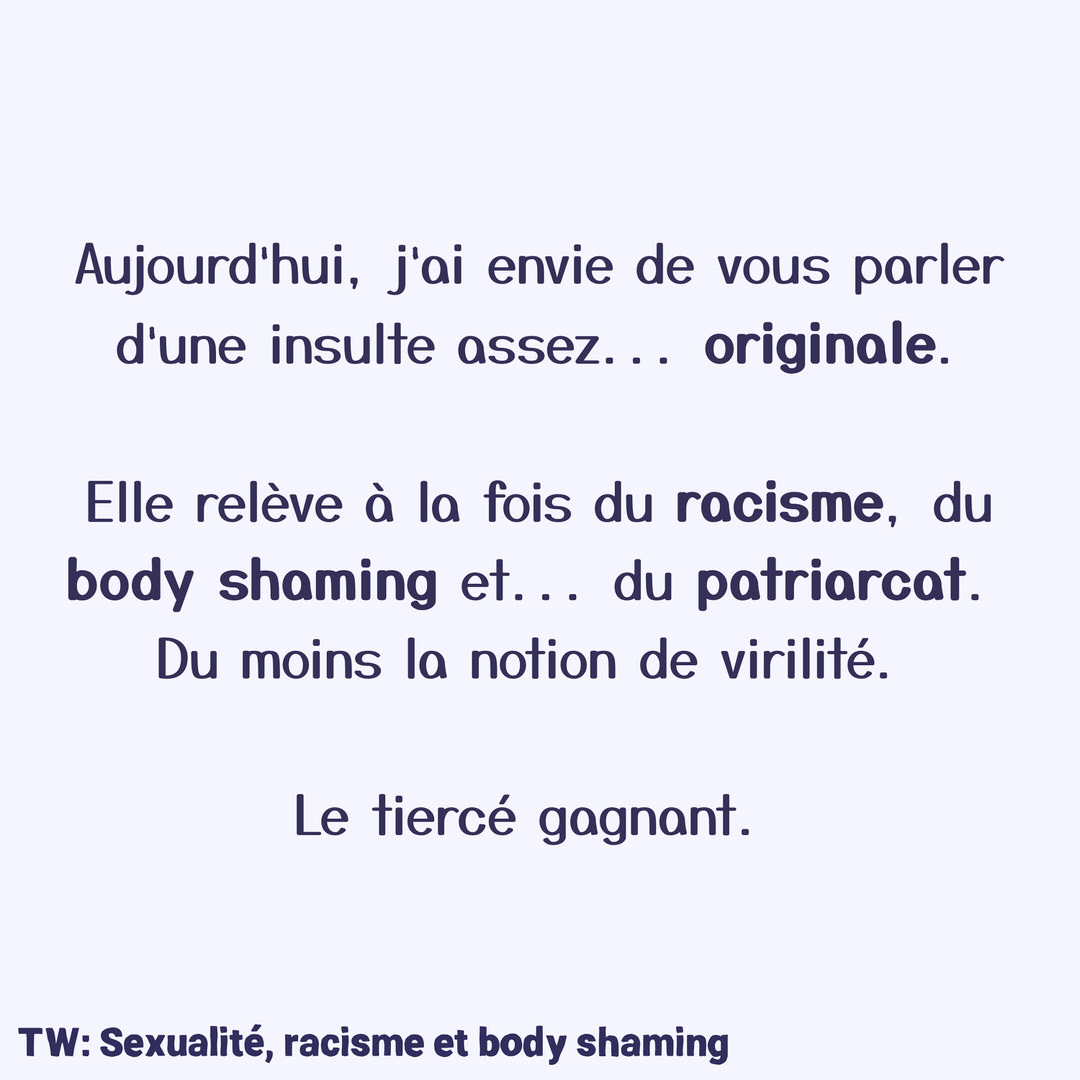 Aujourd'hui, j'ai envie de vous parler
d'une insulte assez... originale.
Elle relève à la fois du racisme, du
body shaming et... du patriarcat.
Du moins la notion de virilité.
Le tiercé gagnant.
TW: Sexualité, racisme et body shaming